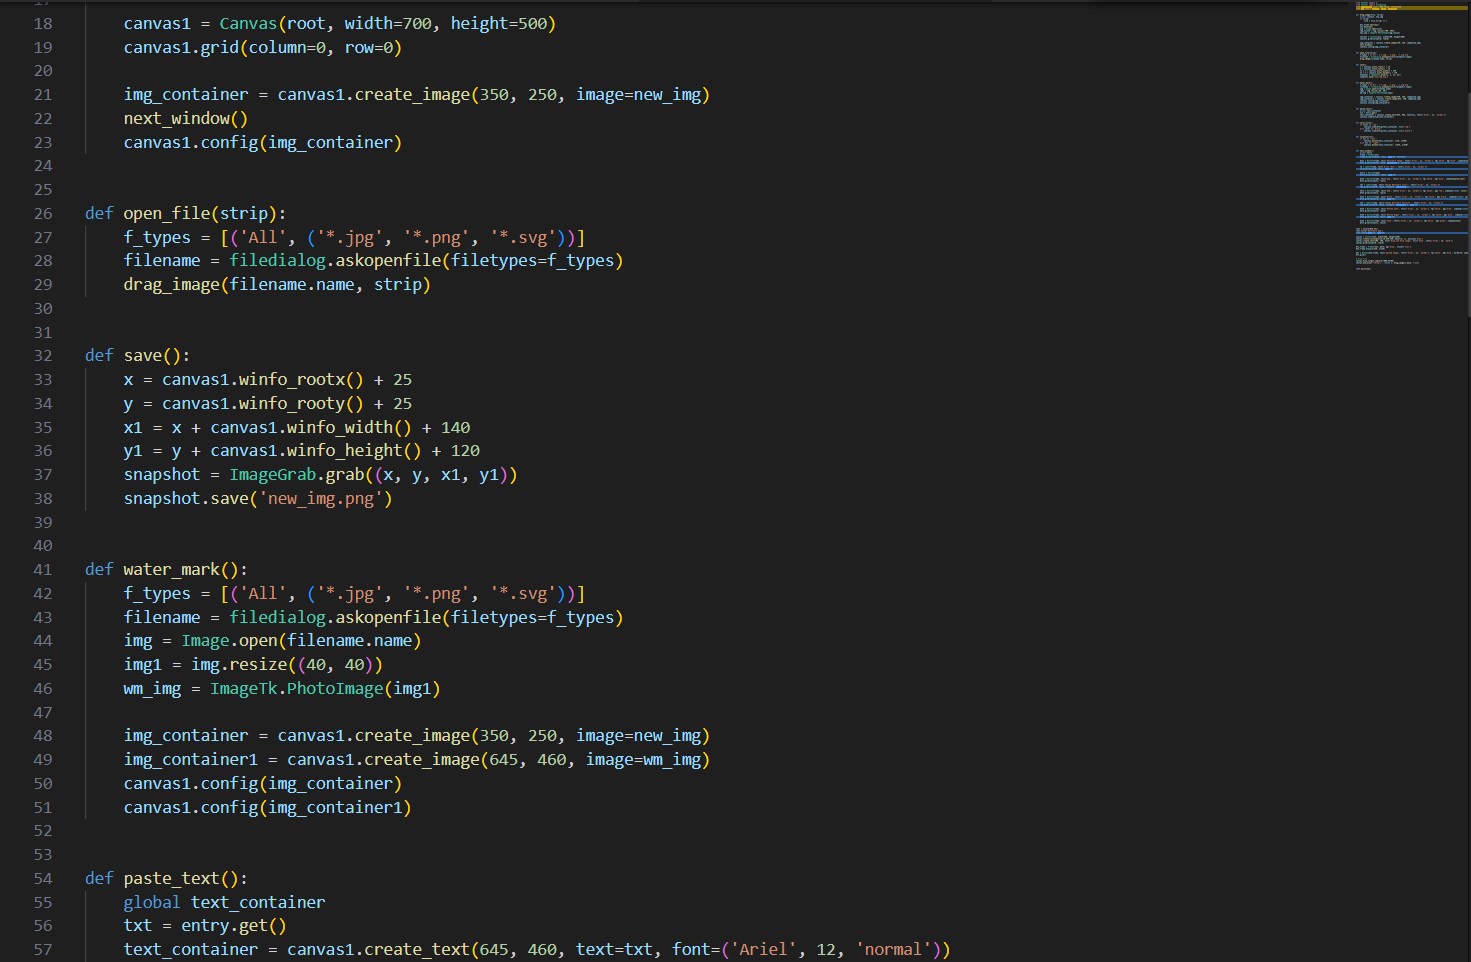 18 canvas1 = Canvas(root, width=700, height=500)
19 canvas1.grid(column=0, row=0)
20
21 img_container = canvas1.create_image(350, 250, image=new_img)
22 next_window()
23 canvas1.config(img_container)
24
25
26 def open_file(strip):
27 f_types = [('All', ('*.jpg', '*.png', '*.svg'))]
28 filename = filedialog.askopenfile(filetypes=f_types)
29 drag_image(filename.name, strip)
30
31
32 def save():
33 x = canvas1.winfo_rootx() + 25
34 y = canvas1.winfo_rooty() + 25
35 x1 = x + canvas1.winfo_width() + 140
36 y1 = y + canvas1.winfo_height() + 120
37 snapshot = ImageGrab.grab((x, y, x1, y1))
38 snapshot.save('new_img.png')
39
40
41 def water_mark():
42 f_types = [('All', ('*.jpg', '*.png', '*.svg'))]
43 filename = filedialog.askopenfile(filetypes=f_types)
44 img = Image.open(filename.name)
45 img1 = img.resize((40, 40))
46 wm_img = ImageTk.PhotoImage(img1)
47
48 img_container = canvas1.create_image(350, 250, image=new_img)
49 img_container1 = canvas1.create_image(645, 460, image=wm_img)
50 canvas1.config(img_container)
51 canvas1.config(img_container1)
52
53
54 def paste_text():
55 global text_container
56 txt = entry.get()
57 text_container = canvas1.create_text(645, 460, text=txt, font=('Ariel', 12, 'normal'))